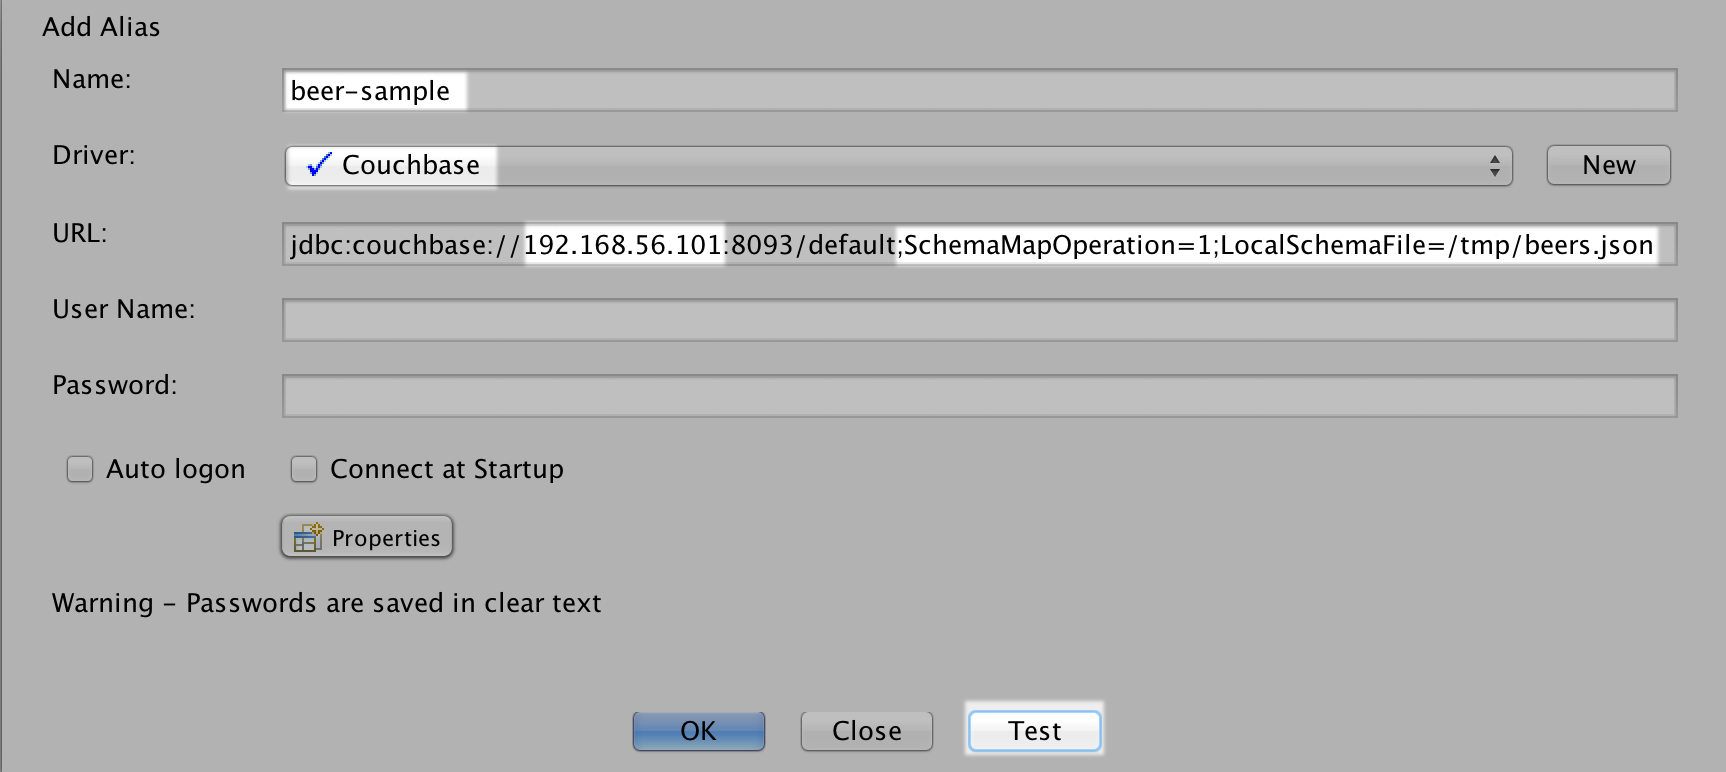 Add Alias
Name:
beer-sample
Driver:
Couchbase
New
URL:
jdbc:couchbase://192.168.56.101:8093/default;SchemaMapOperation=1;LocalSchemaFile=/tmp/beers.json
User Name:
Password:
Auto logon
Connect at Startup
Properties
Warning – Passwords are saved in clear text
OK
Close
Test